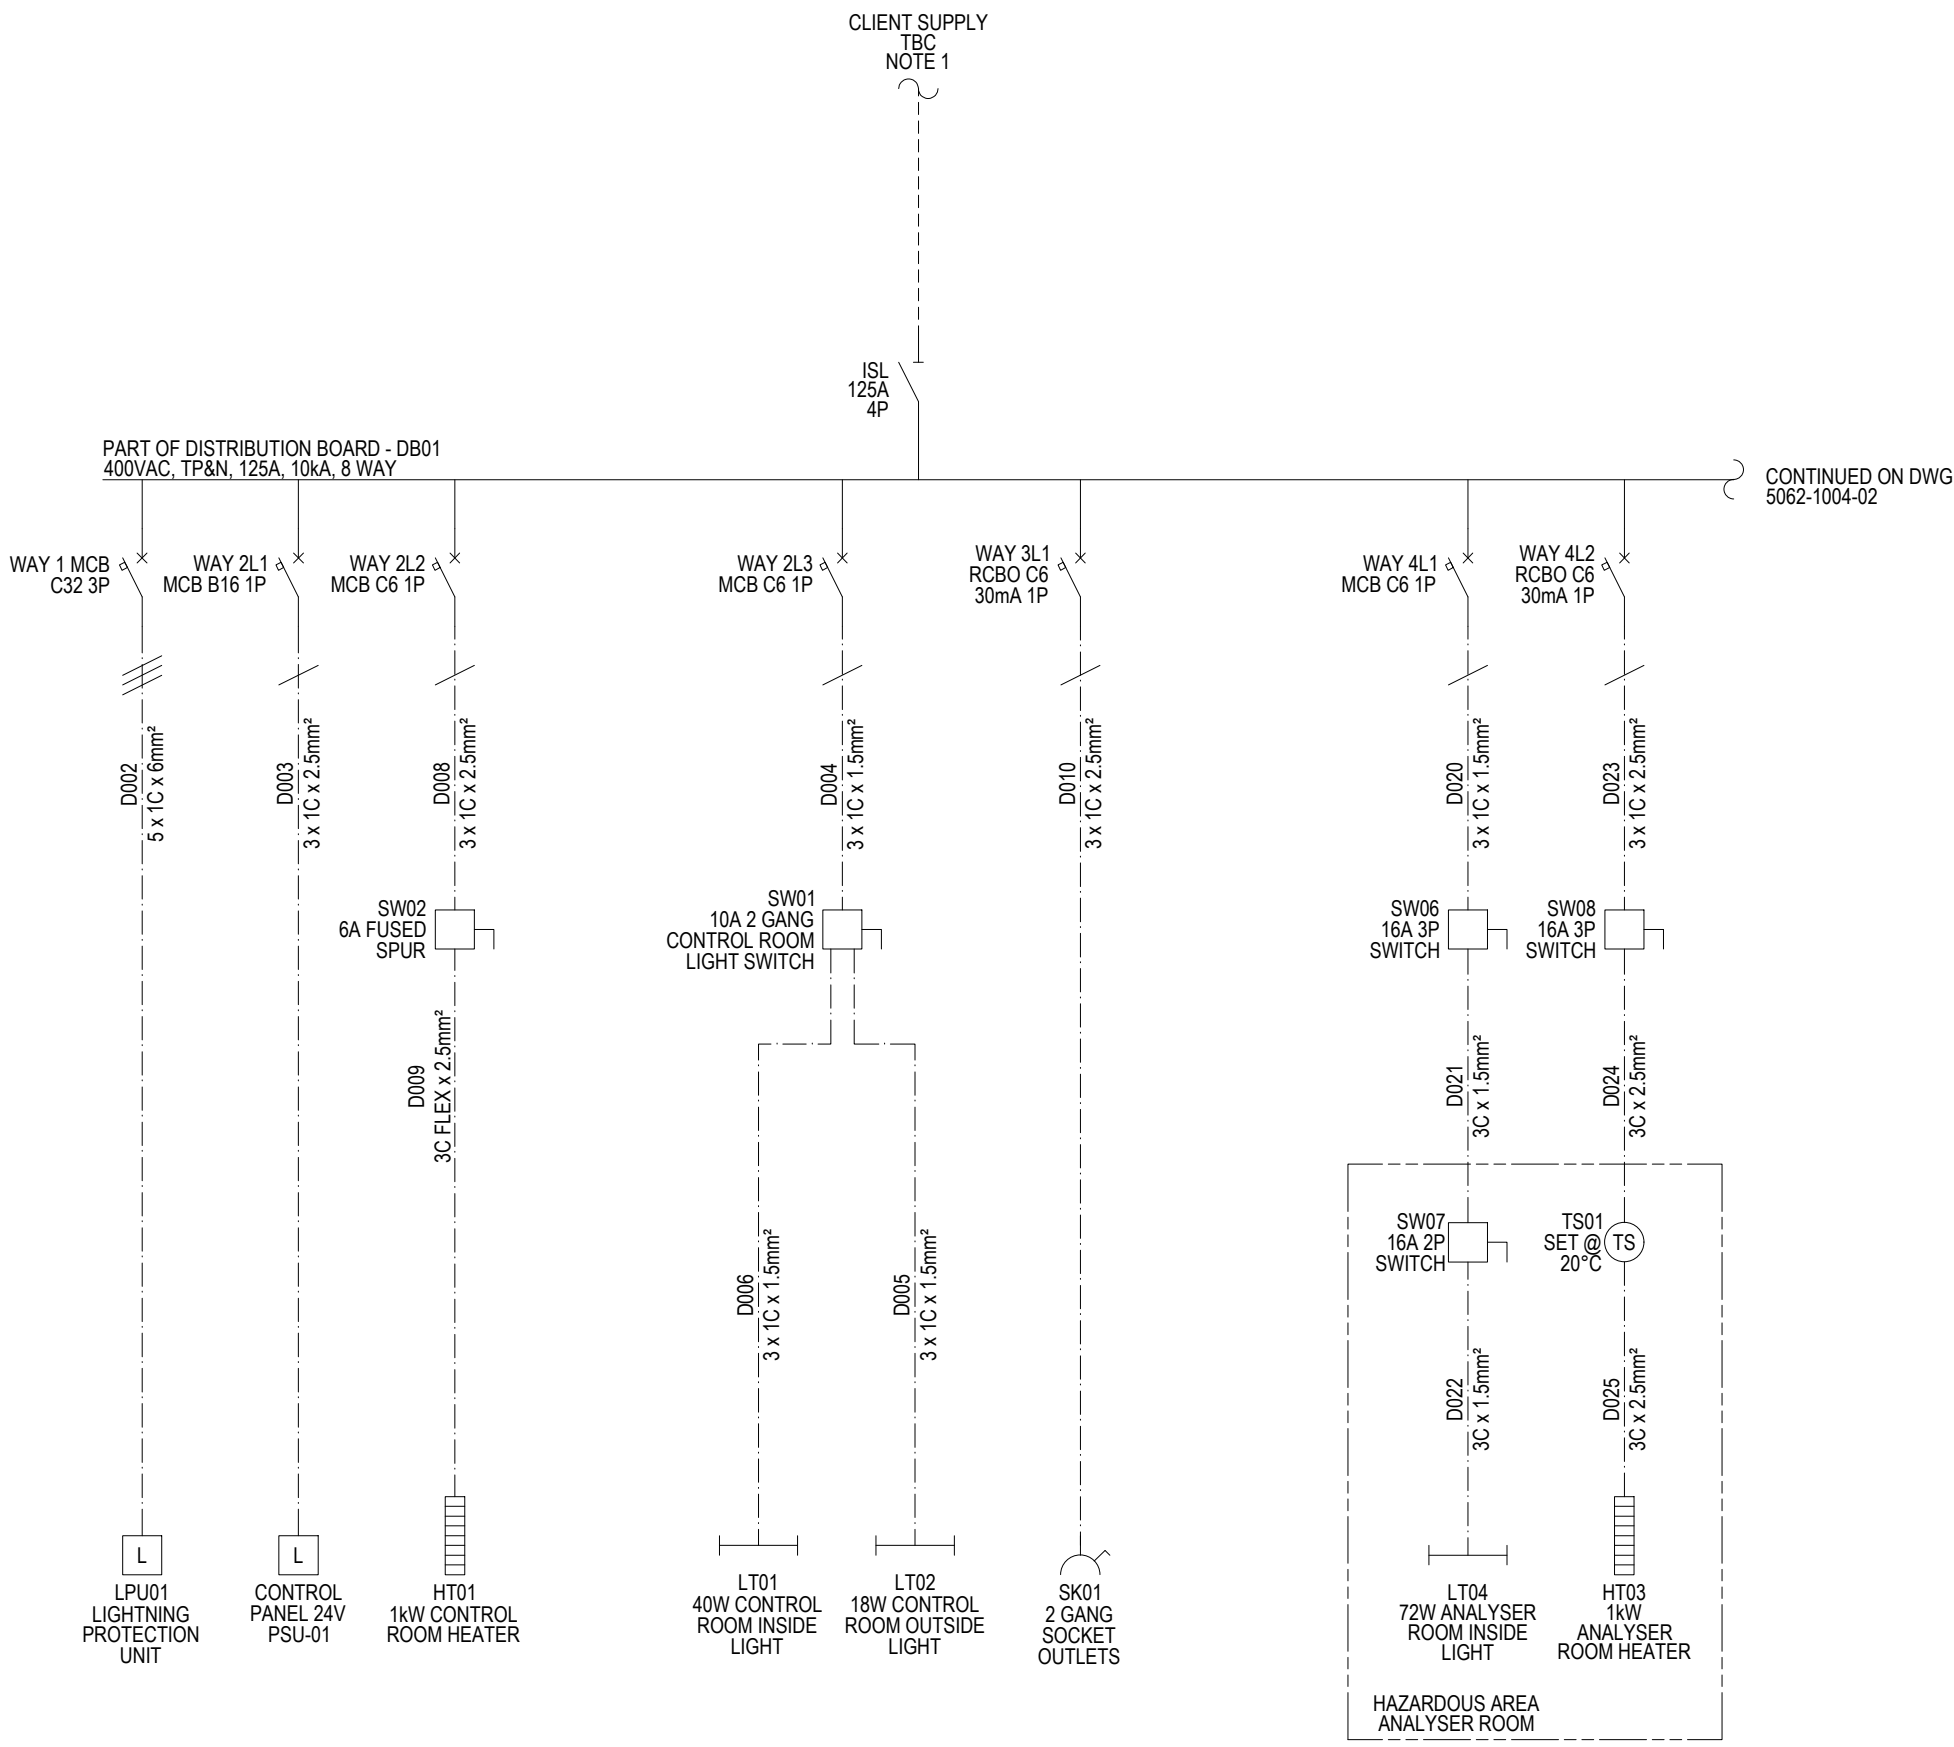 CLIENT SUPPLY
TBC
NOTE 1
ISL
125A
4P
PART OF DISTRIBUTION BOARD - DB01
400VAC, TP&N, 125A, 10kA, 8 WAY
CONTINUED ON DWG
5062-1004-02
WAY 1 MCB
C32 3P
WAY 2L1
MCB B16 1P
WAY 2L2
MCB C6 1P
WAY 2L3
MCB C6 1P
WAY 3L1
RCBO C6
30mA 1P
WAY 4L1
MCB C6 1P
WAY 4L2
RCBO C6
30mA 1P
D002
5 x 1C x 6mm²
D003
3 x 1C x 2.5mm²
D008
3 x 1C x 2.5mm²
D004
3 x 1C x 1.5mm²
D010
3 x 1C x 2.5mm²
D020
3 x 1C x 1.5mm²
D023
3 x 1C x 2.5mm²
SW02
6A FUSED
SPUR
SW01
10A 2 GANG
CONTROL ROOM
LIGHT SWITCH
SW06
16A 3P
SWITCH
SW08
16A 3P
SWITCH
D009
3C FLEX x 2.5mm²
D021
3C x 1.5mm²
D024
3C x 2.5mm²
SW07
16A 2P
SWITCH
TS01
SET @
20°C
TS
D006
3 x 1C x 1.5mm²
D005
3 x 1C x 1.5mm²
D022
3C x 1.5mm²
D025
3C x 2.5mm²
L
LPU01
LIGHTNING
PROTECTION
UNIT
L
CONTROL
PANEL 24V
PSU-01
HT01
1kW CONTROL
ROOM HEATER
LT01
40W CONTROL
ROOM INSIDE
LIGHT
LT02
18W CONTROL
ROOM OUTSIDE
LIGHT
SK01
2 GANG
SOCKET
OUTLETS
LT04
72W ANALYSER
ROOM INSIDE
LIGHT
HT03
1kW
ANALYSER
ROOM HEATER
HAZARDOUS AREA
ANALYSER ROOM